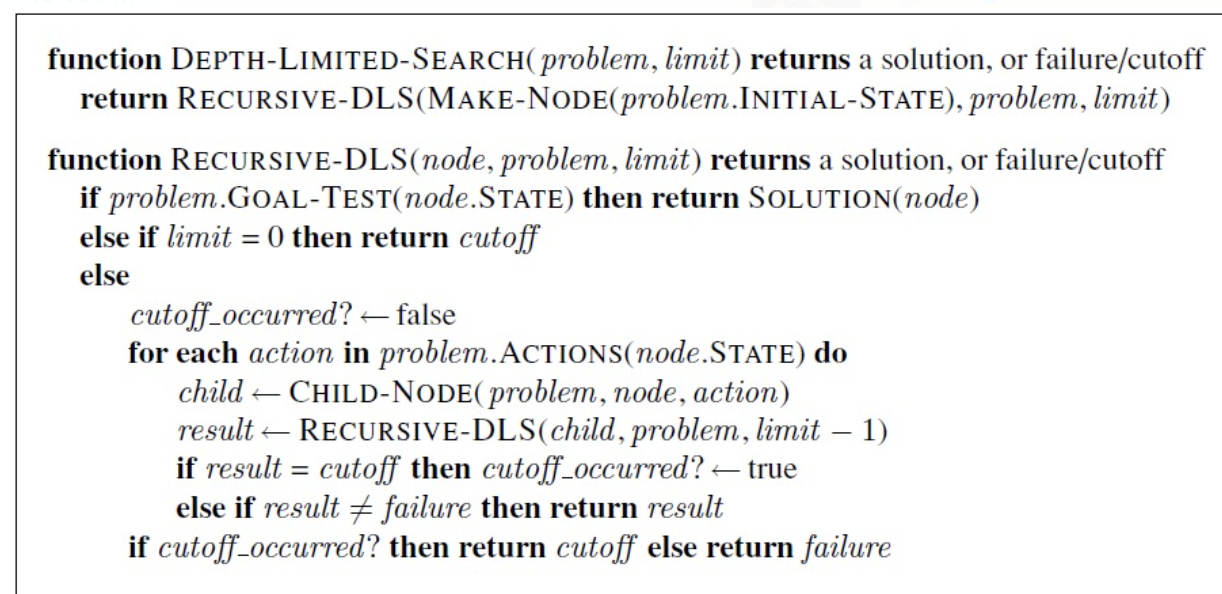 function DEPTH-LIMITED-SEARCH(problem, limit) returns a solution, or failure/cutoff
return RECURSIVE-DLS(MAKE-NODE(problem.INITIAL-STATE), problem, limit)
function RECURSIVE-DLS(node, problem, limit) returns a solution, or failure/cutoff
if problem.GOAL-TEST(node.STATE) then return SOLUTION(node)
else if limit = 0 then return cutoff
else
cutoff_occurred? ← false
for each action in problem.ACTIONS(node.STATE) do
child ← CHILD-NODE(problem, node, action)
result ← RECURSIVE-DLS(child, problem, limit − 1)
if result = cutoff then cutoff_occurred? ← true
else if result ≠ failure then return result
if cutoff_occurred? then return cutoff else return failure